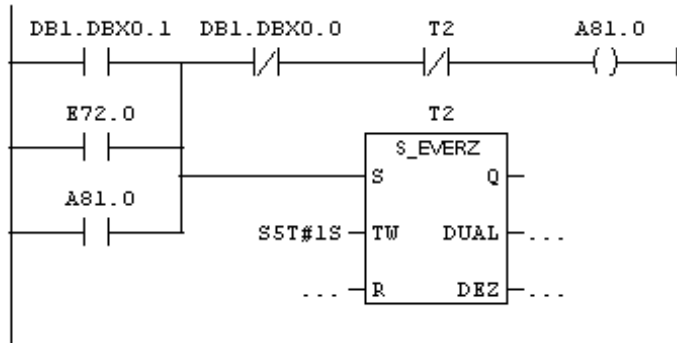 DB1.DBX0.1 DB1.DBX0.0 T2 A81.0
E72.0
T2
S_EVERZ
S Q
A81.0
S5T#1S TW DUAL ...
... R DEZ ...